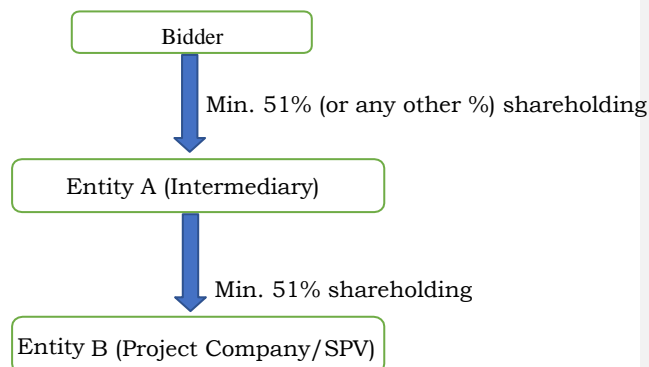 Bidder
Min. 51% (or any other %) shareholding
Entity A (Intermediary)
Min. 51% shareholding
Entity B (Project Company/SPV)